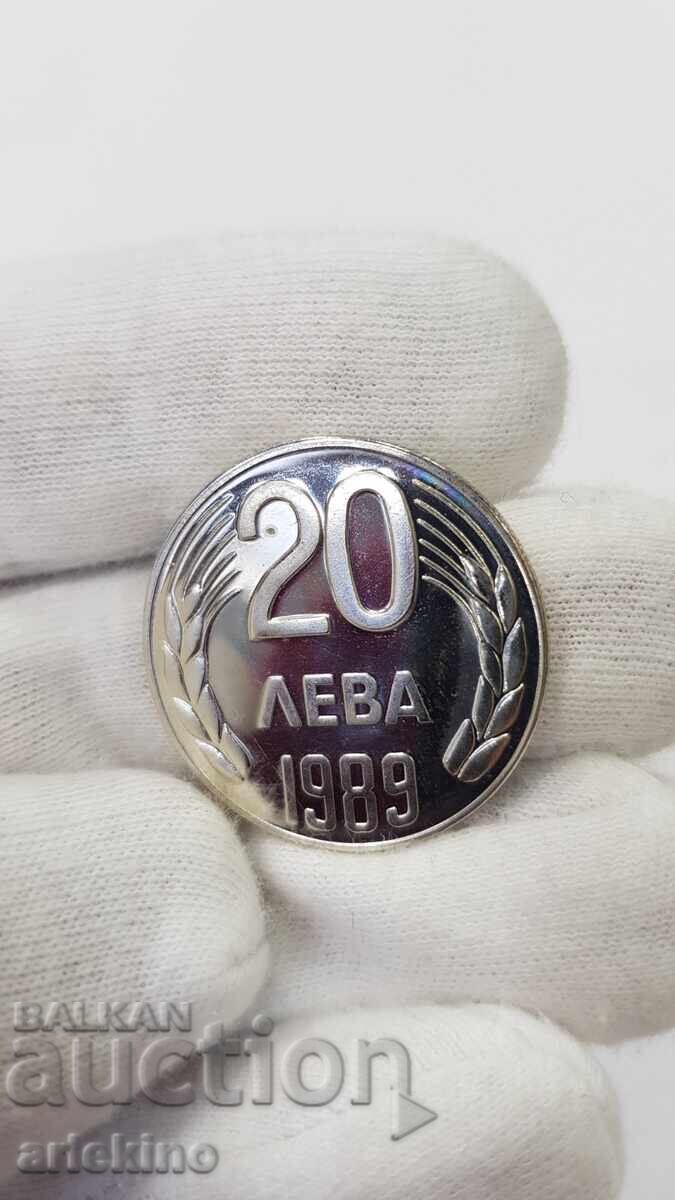 20
ЛЕВА
1989
BALKAN
auction
arlekino